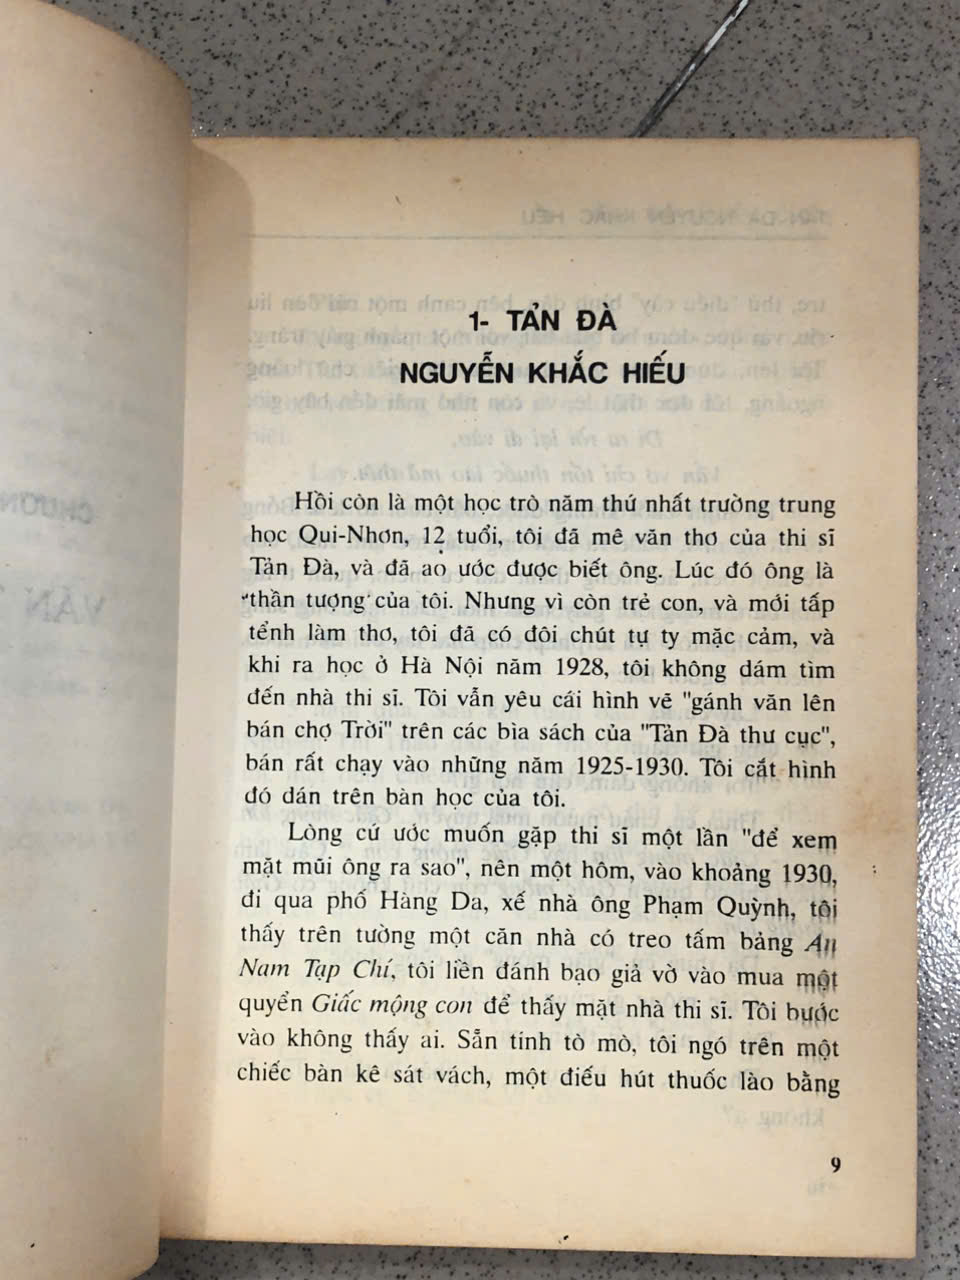 1- TẢN ĐÀ
NGUYỄN KHẮC HIẾU
Hồi còn là một học trò năm thứ nhất trường trung
học Qui-Nhơn, 12 tuổi, tôi đã mê văn thơ của thi sĩ
Tản Đà, và đã ao ước được biết ông. Lúc đó ông là
"thần tượng" của tôi. Nhưng vì còn trẻ con, và mới tấp
tểnh làm thơ, tôi đã có đôi chút tự ty mặc cảm, và
khi ra học ở Hà Nội năm 1928, tôi không dám tìm
đến nhà thi sĩ. Tôi vẫn yêu cái hình vẽ "gánh văn lên
bán chợ Trời" trên các bìa sách của "Tản Đà thư cục",
bán rất chạy vào những năm 1925-1930. Tôi cắt hình
đó dán trên bàn học của tôi.
Lòng cứ ước muốn gặp thi sĩ một lần "để xem
mặt mũi ông ra sao", nên một hôm, vào khoảng 1930,
đi qua phố Hàng Da, xế nhà ông Phạm Quỳnh, tôi
thấy trên tường một căn nhà có treo tấm bảng An
Nam Tạp Chí, tôi liền đánh bạo giả vờ vào mua một
quyển Giấc mộng con để thấy mặt nhà thi sĩ. Tôi bước
vào không thấy ai. Sẵn tính tò mò, tôi ngó trên một
chiếc bàn kê sát vách, một điếu hút thuốc lào bằng
9